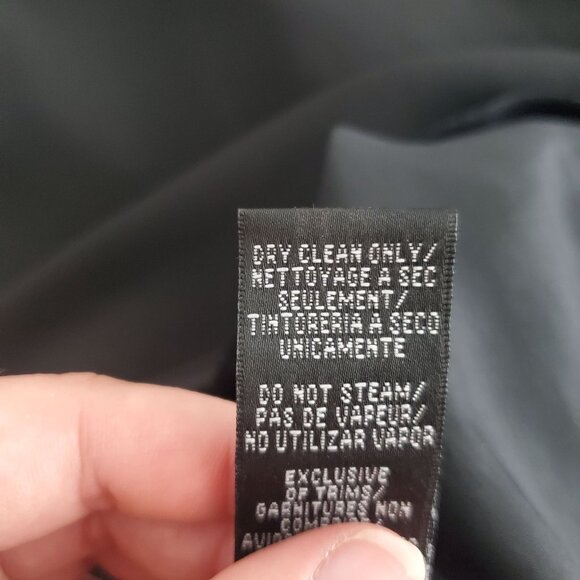 DRY CLEAN ONLY/
NETTOYAGE A SEC
SEULEMENT/
TINTORERIA A SECO
UNICAMENTE
DO NOT STEAM/
PAS DE VAPEUR/
NO UTILIZAR VAPOR
EXCLUSIVE
OF TRIMS/
GARNITURES NON